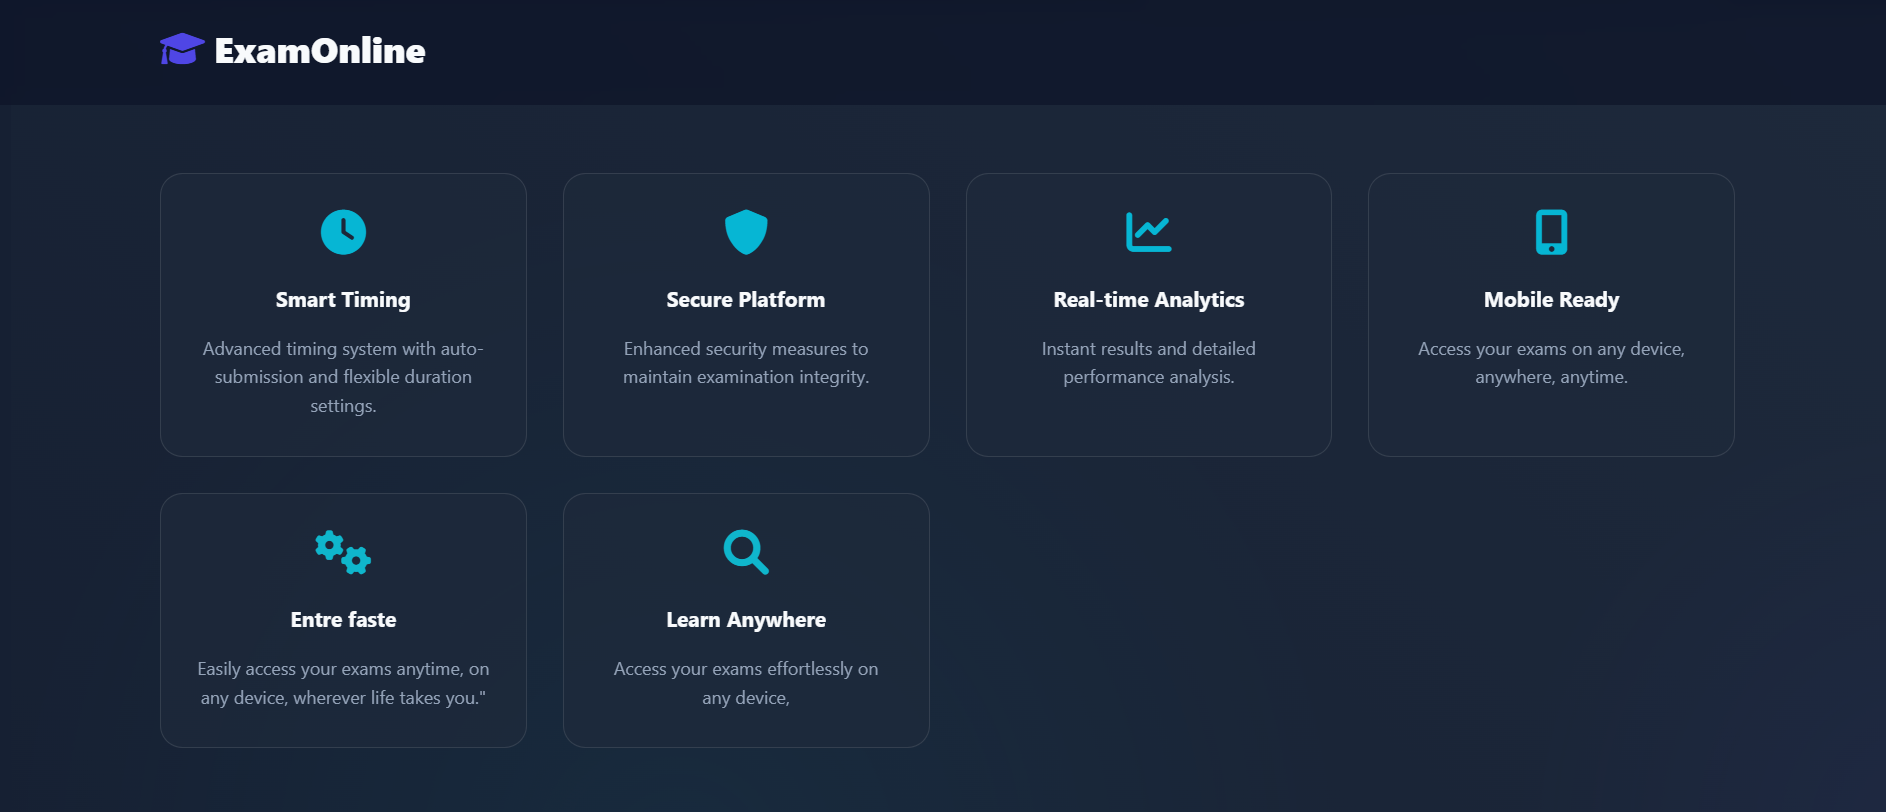 ExamOnline
Smart Timing
Advanced timing system with auto-
submission and flexible duration
settings.
Secure Platform
Enhanced security measures to
maintain examination integrity.
Real-time Analytics
Instant results and detailed
performance analysis.
Mobile Ready
Access your exams on any device,
anywhere, anytime.
Entre faste
Easily access your exams anytime, on
any device, wherever life takes you."
Learn Anywhere
Access your exams effortlessly on
any device,